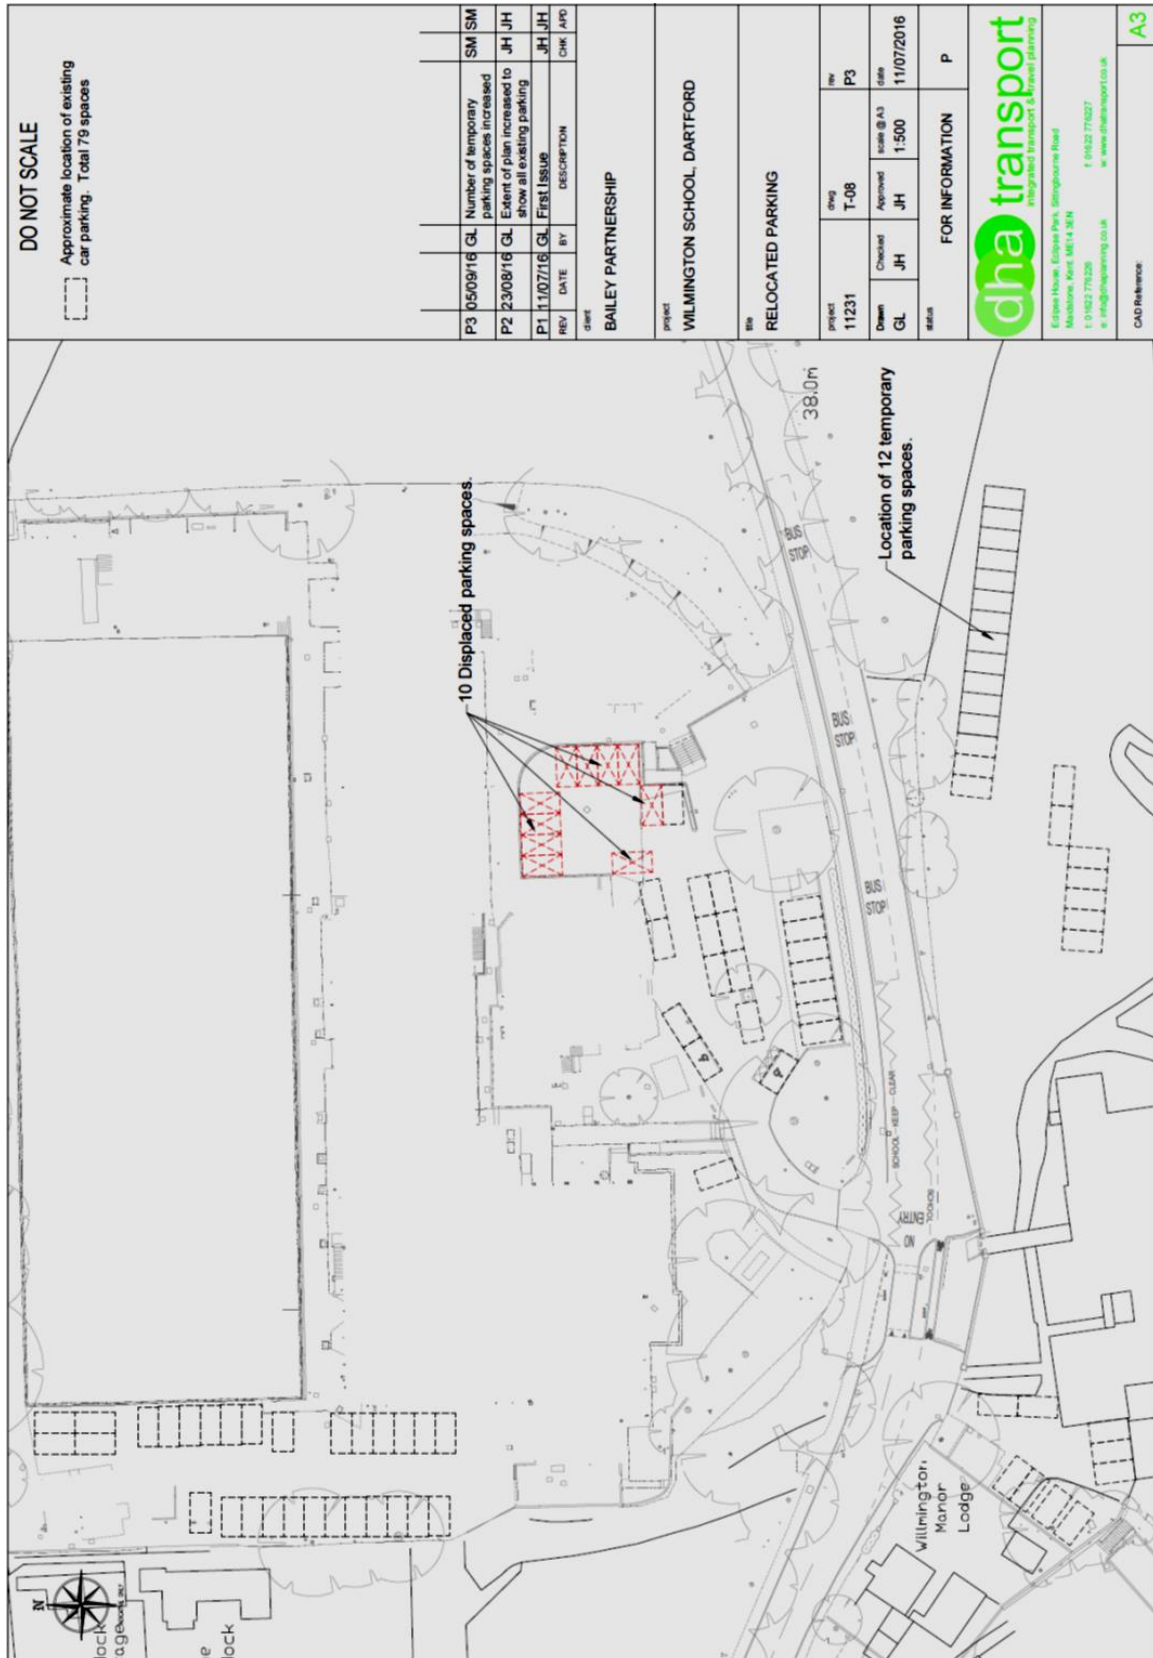 DO NOT SCALE
Approximate location of existing
car parking. Total 79 spaces
P3 05/09/16 GL Number of temporary parking spaces increased SM SM
P2 23/08/16 GL Extent of plan increased to show all existing parking JH JH
P1 11/07/16 GL First Issue JH JH
REV DATE BY DESCRIPTION CHK APD
client
BAILEY PARTNERSHIP
project
WILMINGTON SCHOOL, DARTFORD
title
RELOCATED PARKING
project drwg rev
11231 T-08 P3
Drawn Checked Approved scale @ A3 date
GL JH JH 1:500 11/07/2016
status
FOR INFORMATION P
dha transport
integrated transport & travel planning
Eclipse House, Eclipse Park, Sittingbourne Road
Maidstone, Kent. ME14 3EN
t: 01622 776226 f: 01622 776227
e: info@dhaplanning.co.uk w: www.dhatransport.co.uk
CAD Reference:
A3
10 Displaced parking spaces.
38.0m
Location of 12 temporary
parking spaces.
BUS
STOP
BUS
STOP
BUS
STOP
SCHOOL KEEP CLEAR
NO
ENTRY
SCHOOL
Wilmington
Manor
Lodge
N
lock
lock